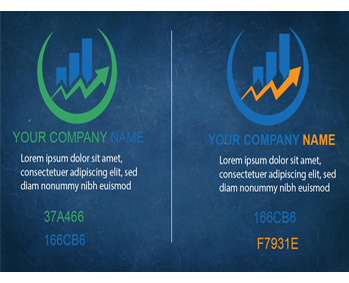 YOUR COMPANY NAME
Lorem ipsum dolor sit amet,
consectetuer adipiscing elit, sed
diam nonummy nibh euismod
37A466
166CB6
YOUR COMPANY NAME
Lorem ipsum dolor sit amet,
consectetuer adipiscing elit, sed
diam nonummy nibh euismod
166CB6
F7931E